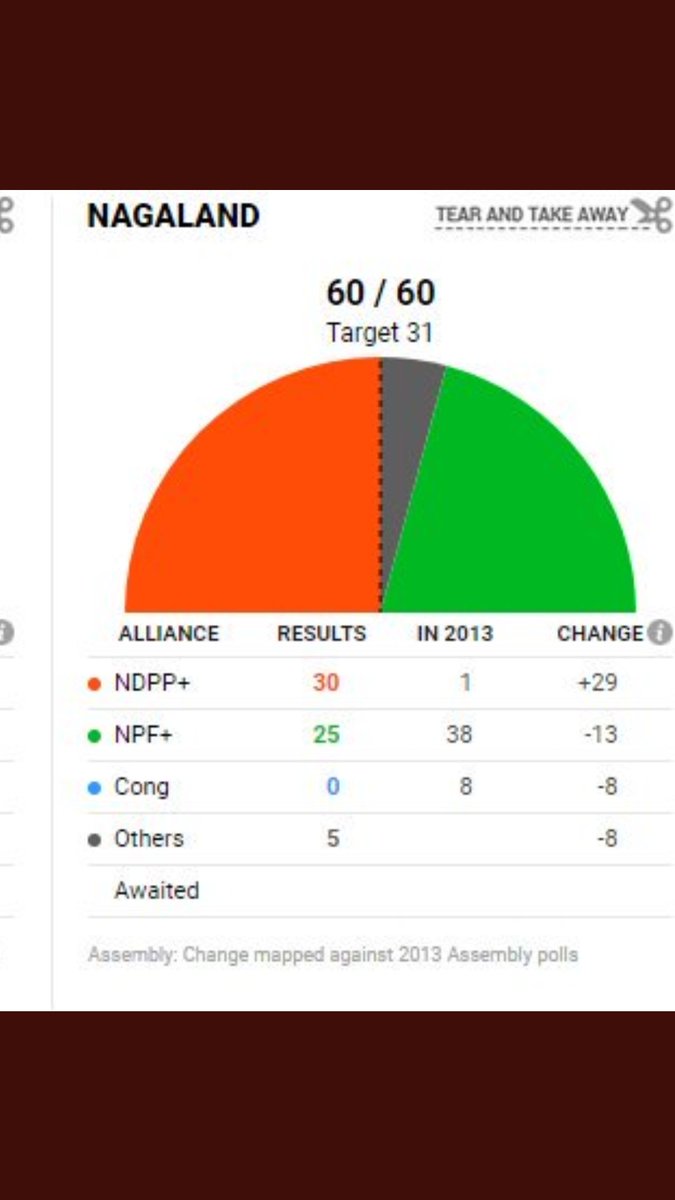 NAGALAND TEAR AND TAKE AWAY
60 / 60
Target 31
ALLIANCE RESULTS IN 2013 CHANGE i
NDPP+ 30 1 +29
NPF+ 25 38 -13
Cong 0 8 -8
Others 5 -8
Awaited
Assembly: Change mapped against 2013 Assembly polls